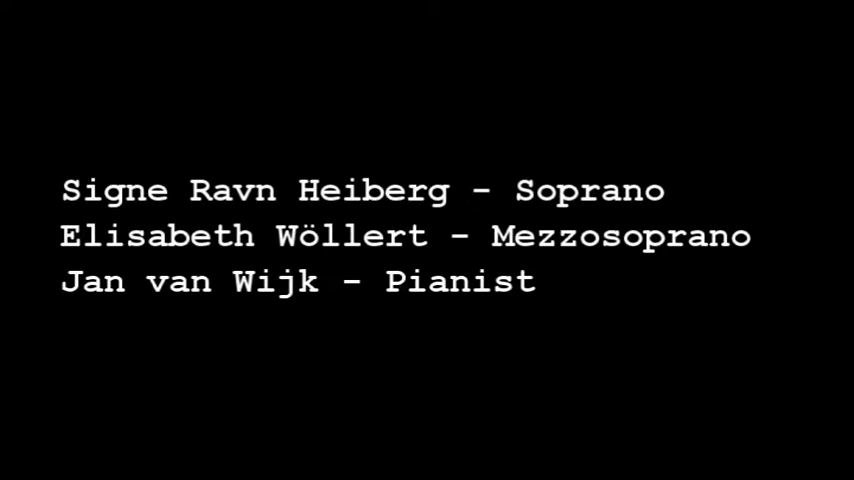 Signe Ravn Heiberg - Soprano
Elisabeth Wöllert - Mezzosoprano
Jan van Wijk - Pianist